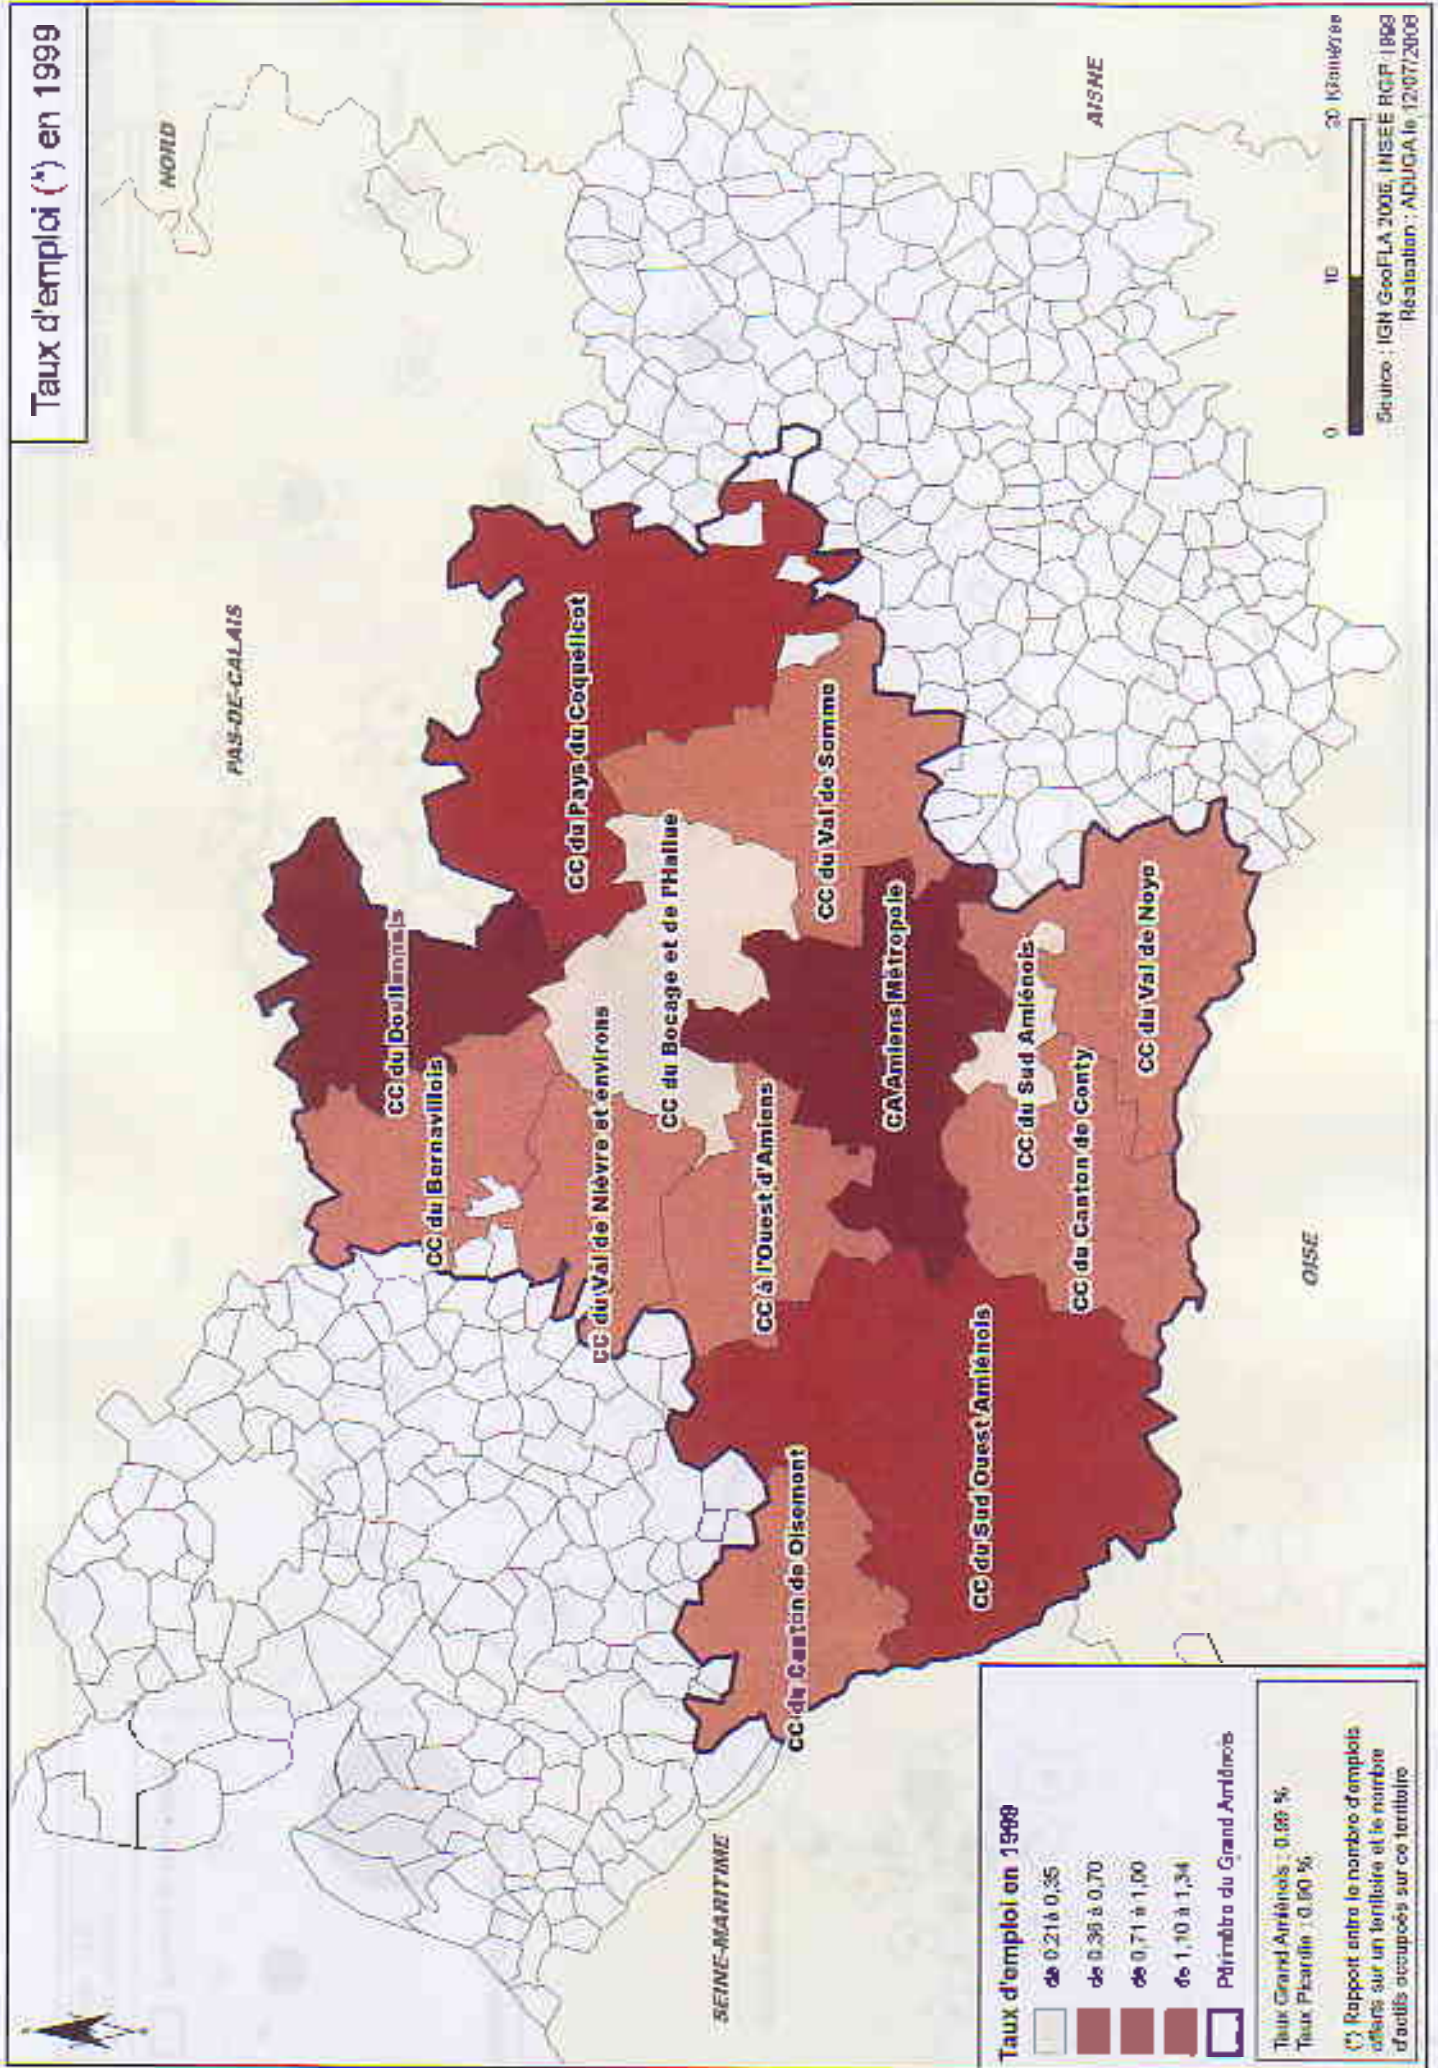 Taux d'emploi (*) en 1999
NORD
PAS-DE-CALAIS
AISNE
OISE
SEINE-MARITIME
CC du Doullennais
CC du Bernavillois
CC du Pays du Coquelicot
CC du Val de Nièvre et environs
CC du Bocage et de l'Hallue
CC à l'Ouest d'Amiens
CC du Val de Somme
CA Amiens Métropole
CC du Canton de Oisemont
CC du Sud Ouest Amiénois
CC du Sud Amiénois
CC du Canton de Conty
CC du Val de Noye
Taux d'emploi en 1999
de 0,21 à 0,35
de 0,36 à 0,70
de 0,71 à 1,00
de 1,10 à 1,34
Périmètre du Grand Amiénois
Taux Grand Amiénois : 0.99 %
Taux Picardie : 0.90 %
(*) Rapport entre le nombre d'emplois
offerts sur un territoire et le nombre
d'actifs occupés sur ce territoire
0 10 20 Kilomètres
Source : IGN GeoFLA 2006, INSEE RGP 1999
Réalisation : ADUGA le 12/07/2006